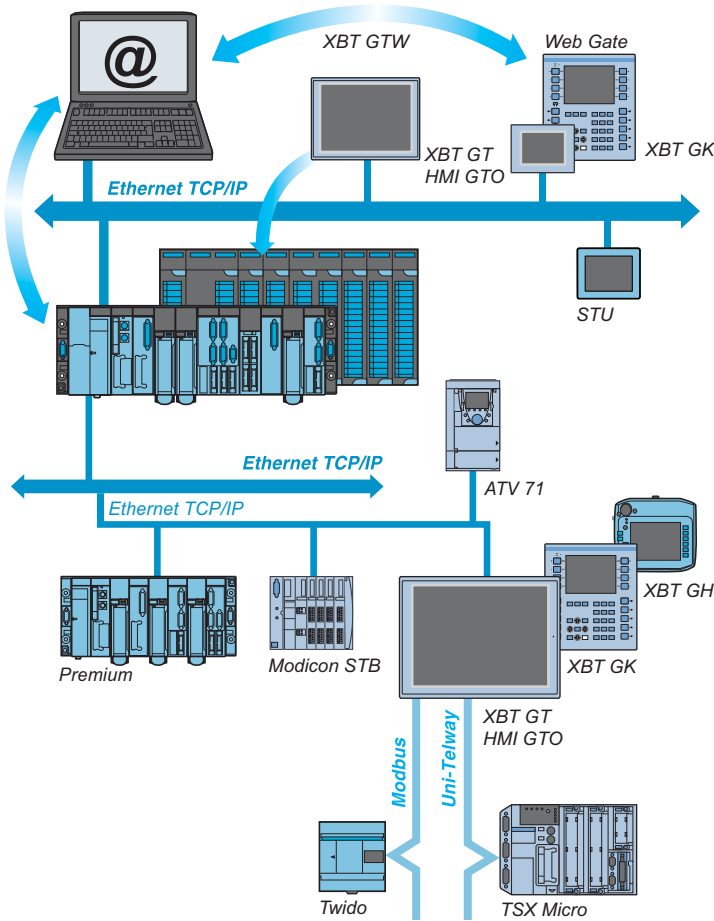 @
XBT GTW
Web Gate
XBT GK
XBT GT
HMI GTO
Ethernet TCP/IP
STU
Ethernet TCP/IP
Ethernet TCP/IP
ATV 71
XBT GH
XBT GK
Premium
Modicon STB
XBT GT
HMI GTO
Modbus
Uni-Telway
Twido
TSX Micro